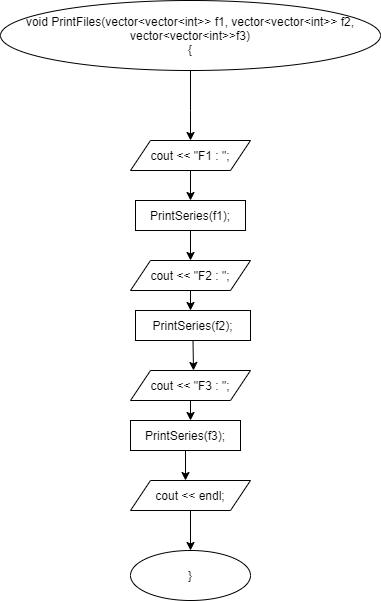 void PrintFiles(vector<vector<int>> f1, vector<vector<int>> f2,
vector<vector<int>>f3)
{
cout << "F1 : ";
PrintSeries(f1);
cout << "F2 : ";
PrintSeries(f2);
cout << "F3 : ";
PrintSeries(f3);
cout << endl;
}